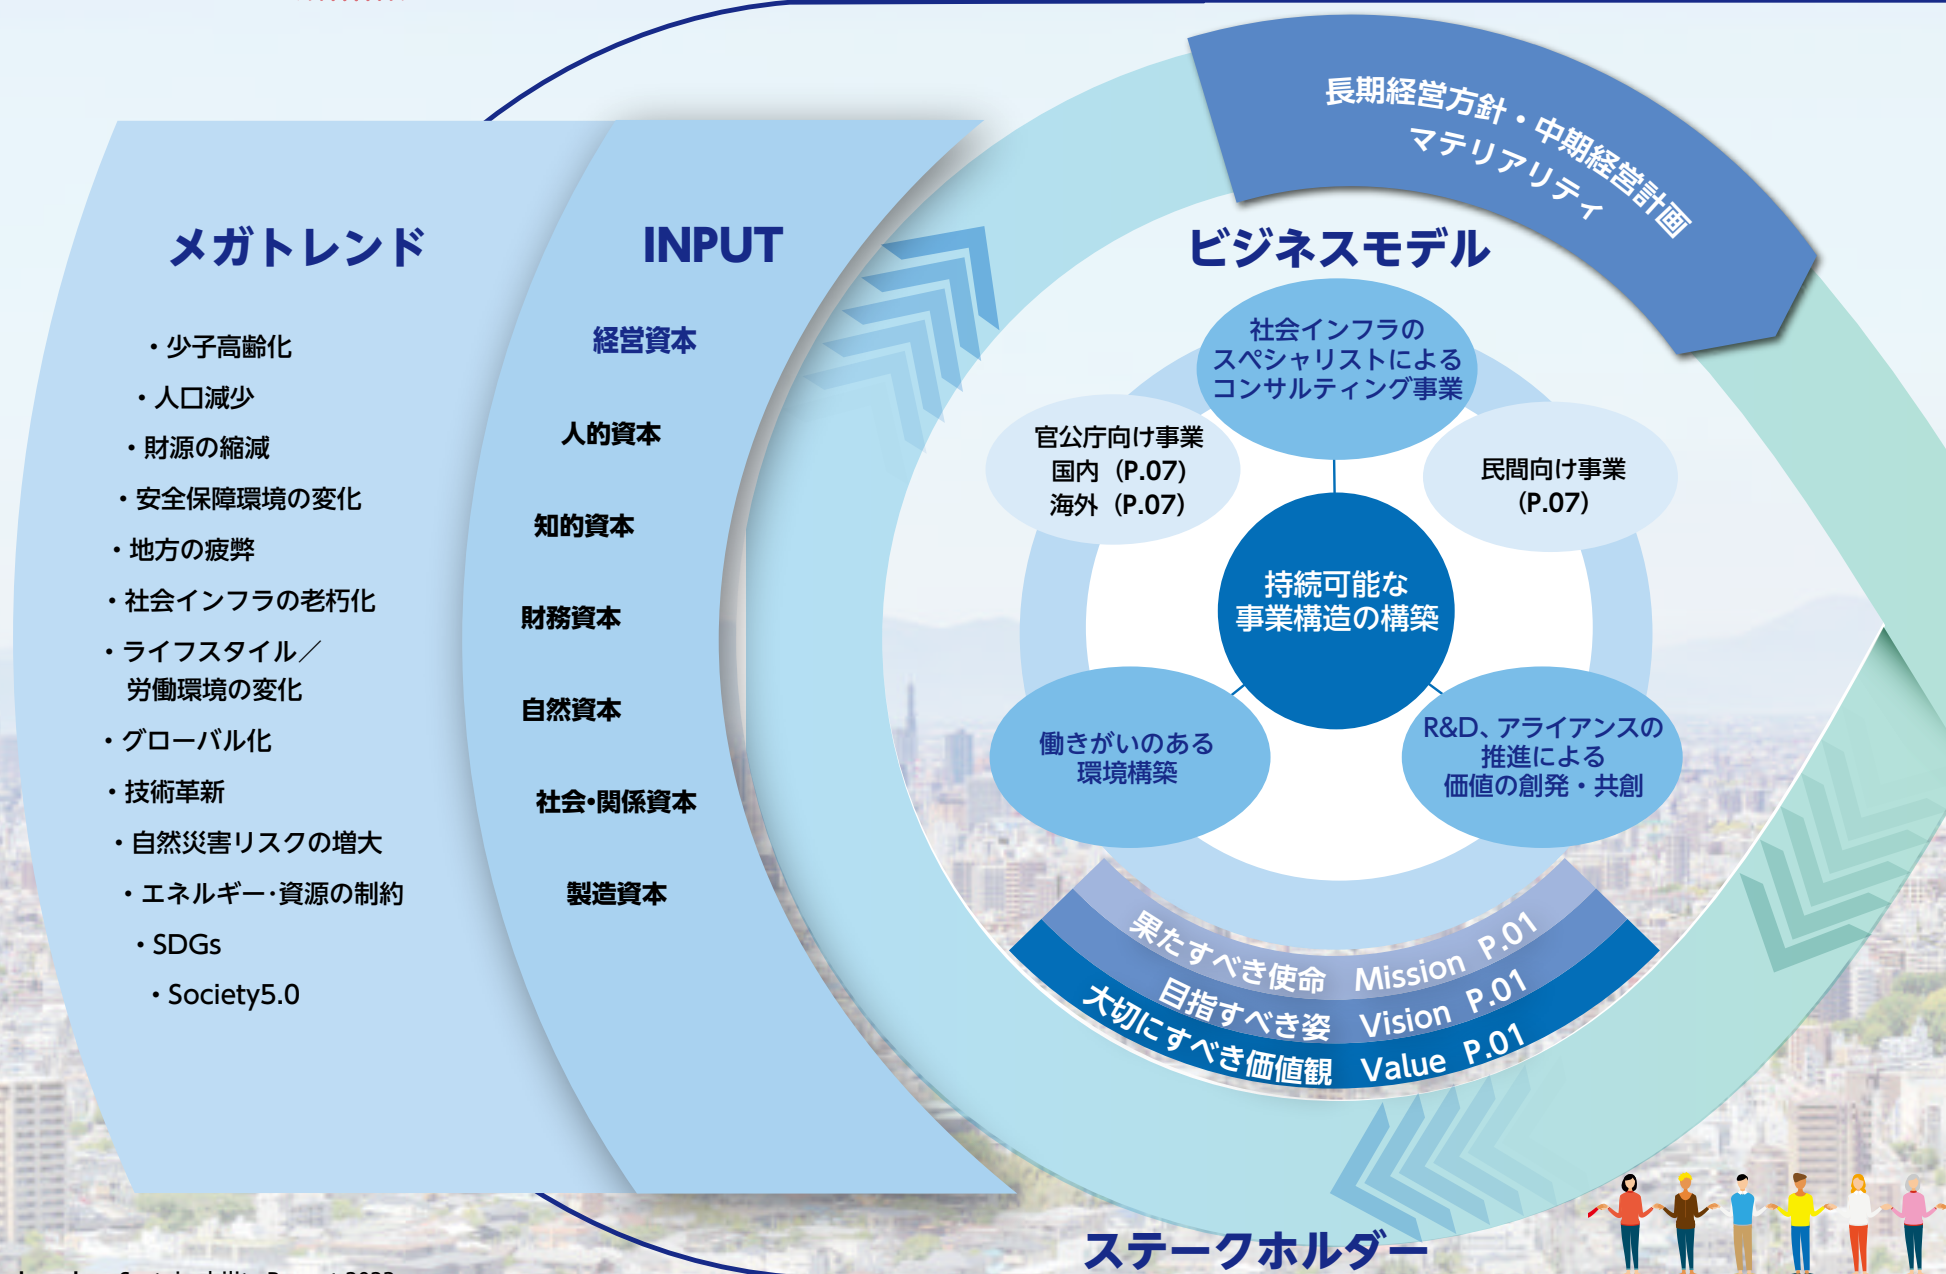 メガトレンド
・少子高齢化
・人口減少
・財源の縮減
・安全保障環境の変化
・地方の疲弊
・社会インフラの老朽化
・ライフスタイル／
労働環境の変化
・グローバル化
・技術革新
・自然災害リスクの増大
・エネルギー・資源の制約
・SDGs
・Society5.0
INPUT
経営資本
人的資本
知的資本
財務資本
自然資本
社会・関係資本
製造資本
長期経営方針・中期経営計画
マテリアリティ
ビジネスモデル
社会インフラの
スペシャリストによる
コンサルティング事業
官公庁向け事業
国内（P.07）
海外（P.07）
民間向け事業
（P.07）
持続可能な
事業構造の構築
働きがいのある
環境構築
R&D、アライアンスの
推進による
価値の創発・共創
果たすべき使命 Mission P.01
目指すべき姿 Vision P.01
大切にすべき価値観 Value P.01
ステークホルダー